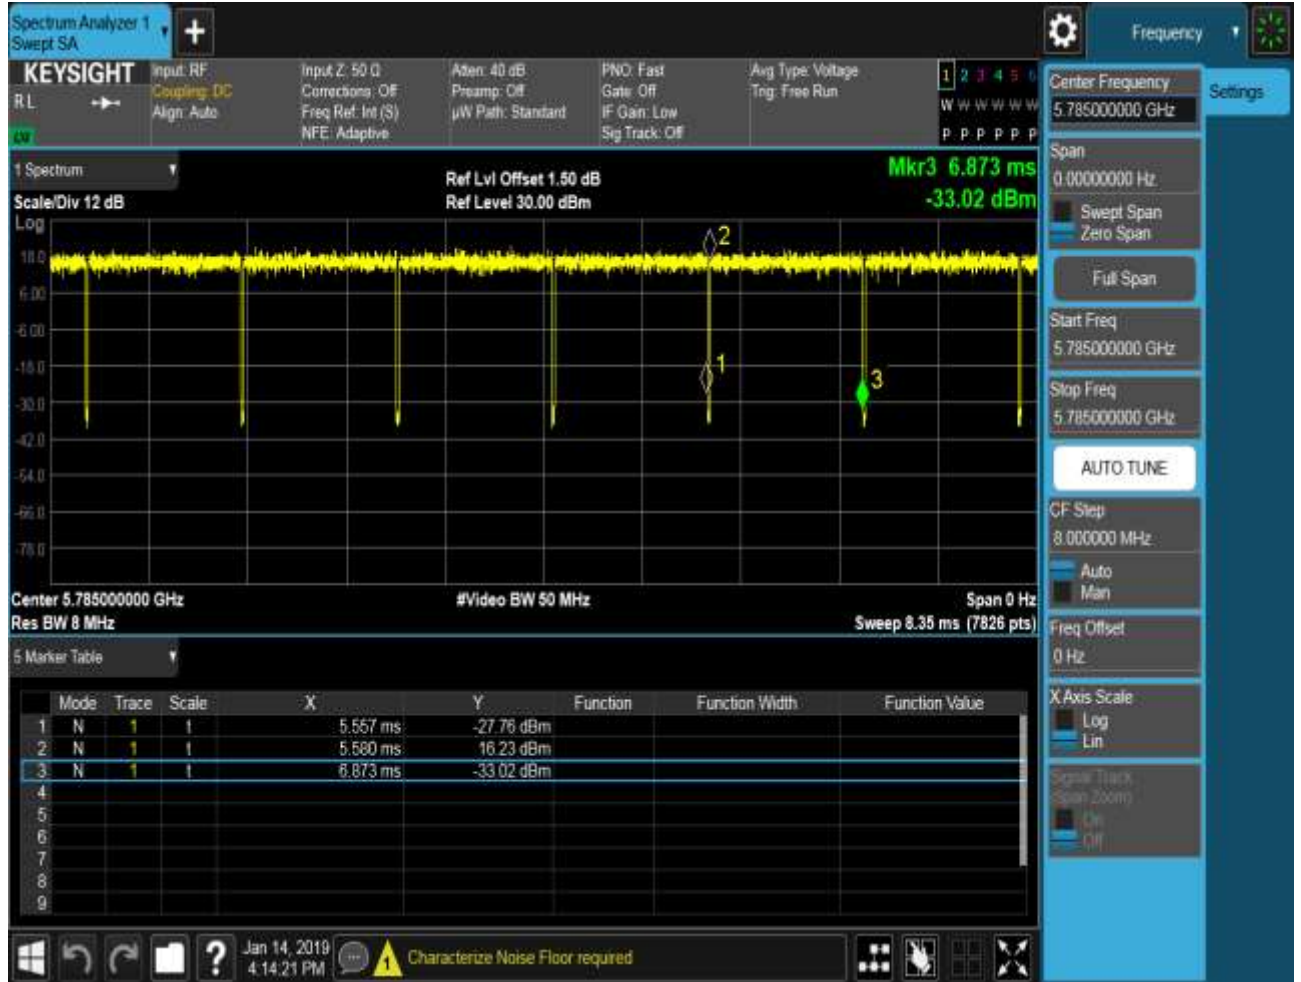 Spectrum Analyzer 1
Swept SA
+
Frequency
KEYSIGHT
RL
Input: RF
Coupling: DC
Align: Auto
Input Z: 50 Ω
Corrections: Off
Freq Ref: Int (S)
NFE: Adaptive
Atten: 40 dB
Preamp: Off
µW Path: Standard
PNO: Fast
Gate: Off
IF Gain: Low
Sig Track: Off
Avg Type: Voltage
Trig: Free Run
1 2 3 4 5 6
W W W W W W
P P P P P P
1 Spectrum
Scale/Div 12 dB
Log
Ref Lvl Offset 1.50 dB
Ref Level 30.00 dBm
Mkr3 6.873 ms
-33.02 dBm
18.0
6.00
-6.00
-18.0
-30.0
-42.0
-54.0
-66.0
-78.0
2
1
3
Center 5.785000000 GHz
Res BW 8 MHz
#Video BW 50 MHz
Span 0 Hz
Sweep 8.35 ms (7826 pts)
5 Marker Table
Mode Trace Scale X Y Function Function Width Function Value
1 N 1 t 5.557 ms -27.76 dBm
2 N 1 t 5.580 ms 16.23 dBm
3 N 1 t 6.873 ms -33.02 dBm
4
5
6
7
8
9
Jan 14, 2019
4:14:21 PM
?
1
Characterize Noise Floor required
Settings
Center Frequency
5.785000000 GHz
Span
0.00000000 Hz
Swept Span
Zero Span
Full Span
Start Freq
5.785000000 GHz
Stop Freq
5.785000000 GHz
AUTO TUNE
CF Step
8.000000 MHz
Auto
Man
Freq Offset
0 Hz
X Axis Scale
Log
Lin
Signal Track
(Span Zoom)
On
Off